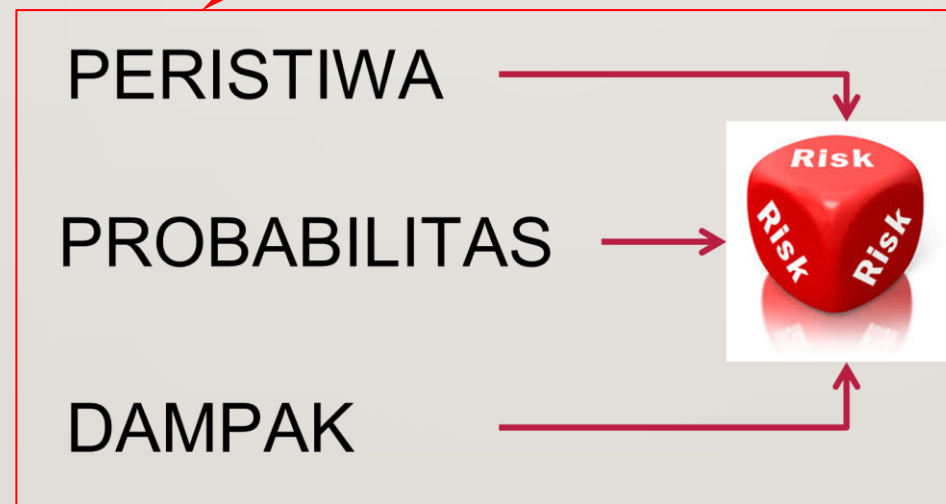 PERISTIWA
Risk
Risk
Risk
PROBABILITAS
DAMPAK